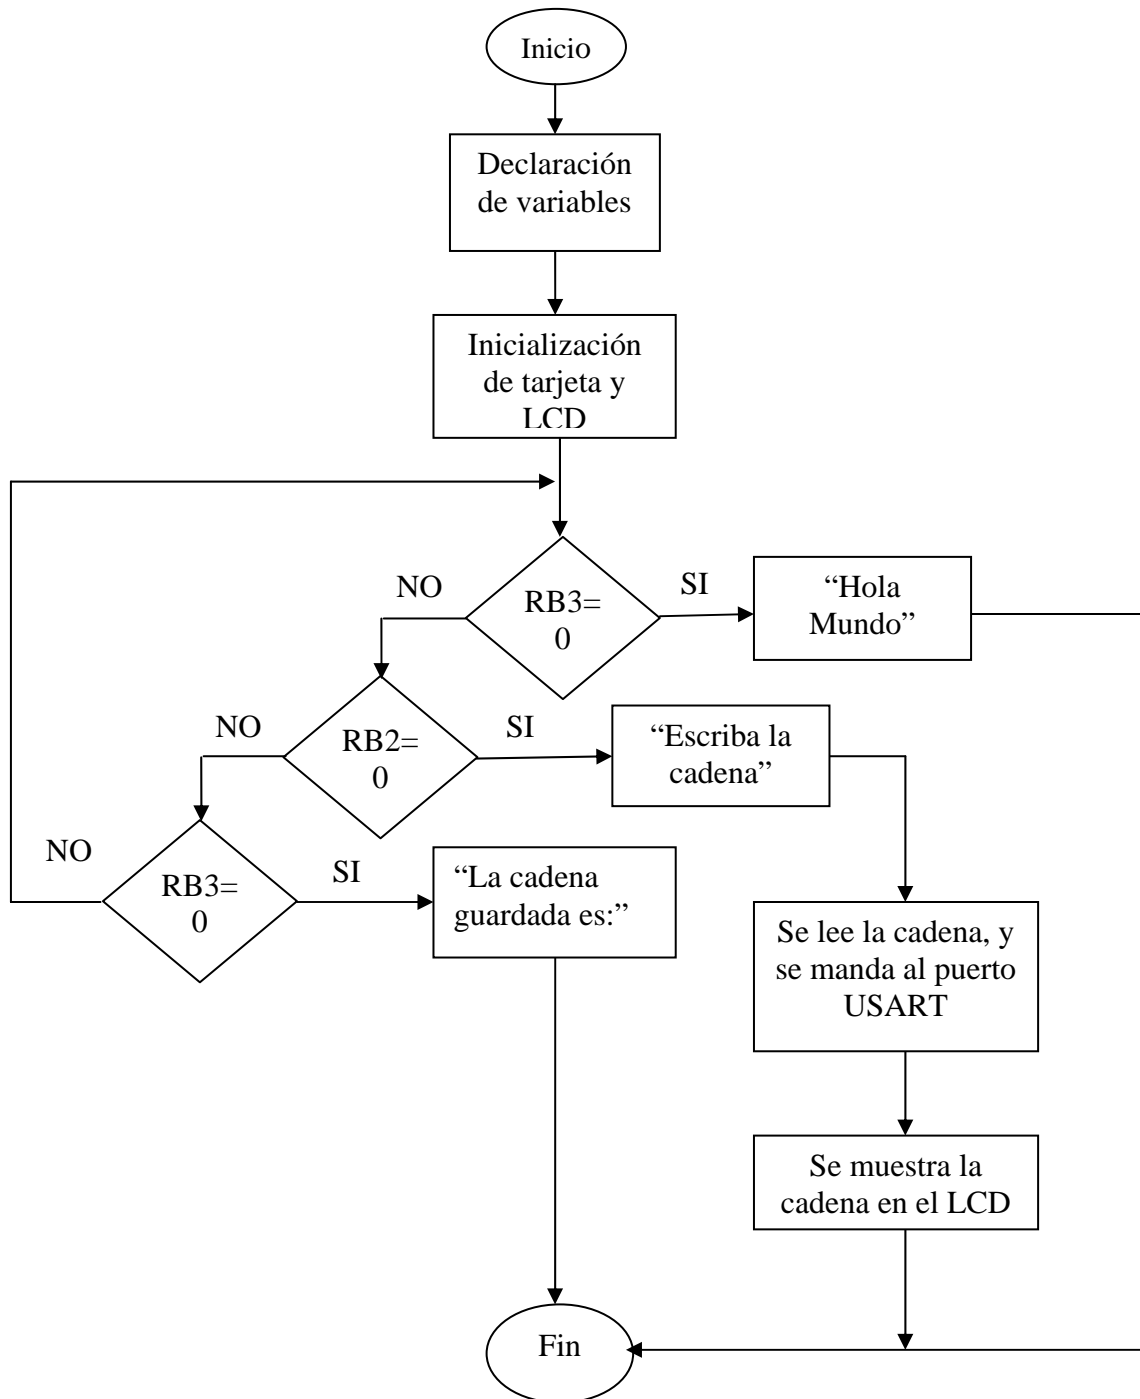 Inicio
Declaración
de variables
Inicialización
de tarjeta y
LCD
NO
RB3=
0
SI
“Hola
Mundo”
NO
RB2=
0
SI
“Escriba la
cadena”
NO
RB3=
0
SI
“La cadena
guardada es:”
Se lee la cadena, y
se manda al puerto
USART
Se muestra la
cadena en el LCD
Fin